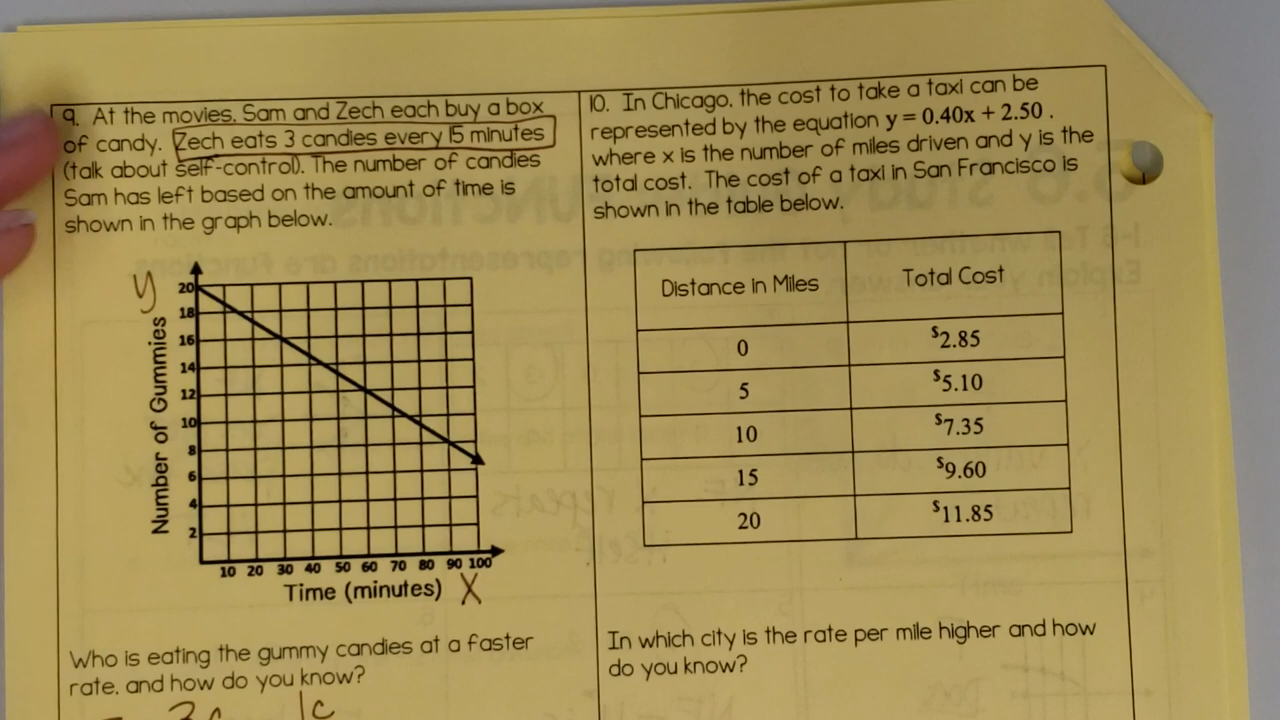 9. At the movies, Sam and Zech each buy a box
of candy. Zech eats 3 candies every 15 minutes
(talk about self-control). The number of candies
Sam has left based on the amount of time is
shown in the graph below.
y
Number of Gummies
20
18
16
14
12
10
8
6
4
2
10 20 30 40 50 60 70 80 90 100
Time (minutes) X
Who is eating the gummy candies at a faster
rate, and how do you know?
3c 1c
10. In Chicago, the cost to take a taxi can be
represented by the equation y = 0.40x + 2.50 .
where x is the number of miles driven and y is the
total cost. The cost of a taxi in San Francisco is
shown in the table below.
Distance in Miles Total Cost
0 $2.85
5 $5.10
10 $7.35
15 $9.60
20 $11.85
In which city is the rate per mile higher and how
do you know?